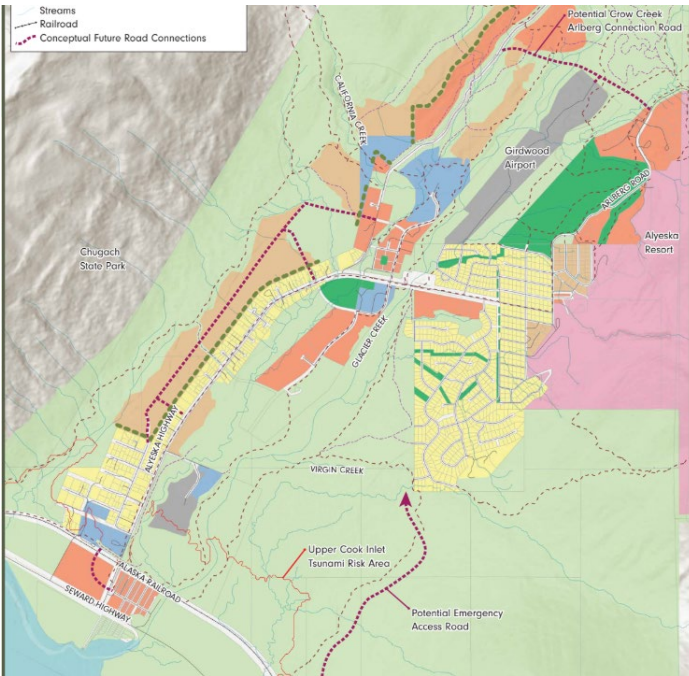 Streams
Railroad
Conceptual Future Road Connections
Potential Crow Creek
Arlberg Connection Road
CALIFORNIA CREEK
Girdwood
Airport
ARLBERG ROAD
Alyeska
Resort
Chugach
State Park
GLACIER CREEK
ALYESKA HIGHWAY
VIRGIN CREEK
Upper Cook Inlet
Tsunami Risk Area
ALASKA RAILROAD
SEWARD HIGHWAY
Potential Emergency
Access Road